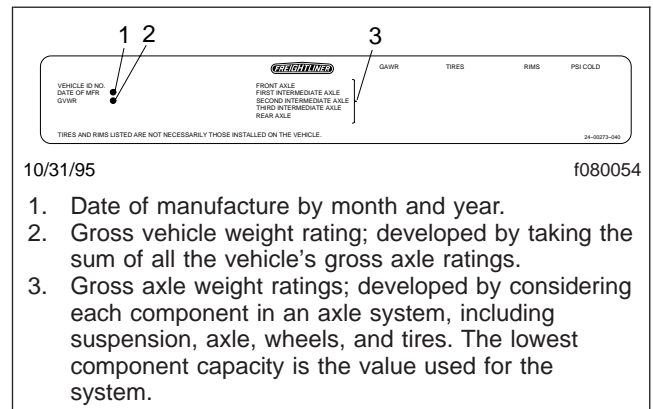 1 2 3
FREIGHTLINER GAWR TIRES RIMS PSI COLD
VEHICLE ID NO. FRONT AXLE
DATE OF MFR FIRST INTERMEDIATE AXLE
GVWR SECOND INTERMEDIATE AXLE
THIRD INTERMEDIATE AXLE
REAR AXLE
TIRES AND RIMS LISTED ARE NOT NECESSARILY THOSE INSTALLED ON THE VEHICLE. 24–00273–040
10/31/95 f080054
1. Date of manufacture by month and year.
2. Gross vehicle weight rating; developed by taking the
sum of all the vehicle's gross axle ratings.
3. Gross axle weight ratings; developed by considering
each component in an axle system, including
suspension, axle, wheels, and tires. The lowest
component capacity is the value used for the
system.